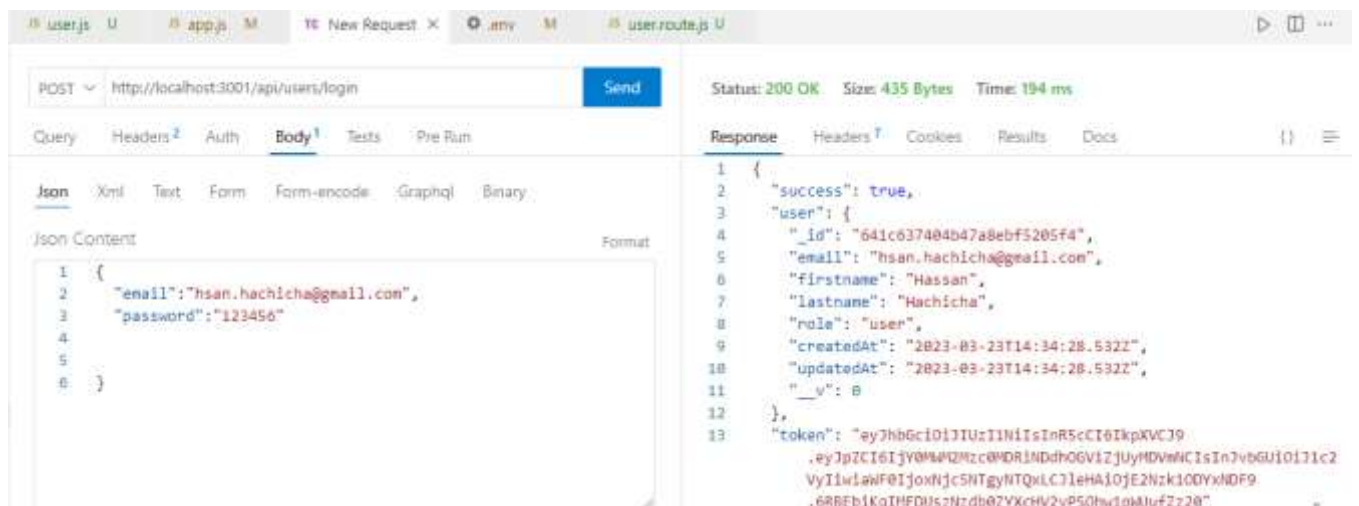 user.js U app.js M TC New Request × .env M user.route.js U
POST http://localhost:3001/api/users/login Send
Query Headers 2 Auth Body 1 Tests Pre Run
Json Xml Text Form Form-encode Graphql Binary
Json Content Format
1 {
2 "email":"hsan.hachicha@gmail.com",
3 "password":"123456"
4
5
6 }
Status: 200 OK Size: 435 Bytes Time: 194 ms
Response Headers 7 Cookies Results Docs {}
1 {
2 "success": true,
3 "user": {
4 "_id": "641c637404b47a8ebf5205f4",
5 "email": "hsan.hachicha@gmail.com",
6 "firstname": "Hassan",
7 "lastname": "Hachicha",
8 "role": "user",
9 "createdAt": "2023-03-23T14:34:28.532Z",
10 "updatedAt": "2023-03-23T14:34:28.532Z",
11 "__v": 0
12 },
13 "token": "eyJhbGciOiJIUzI1NiIsInR5cCI6IkpXVCJ9